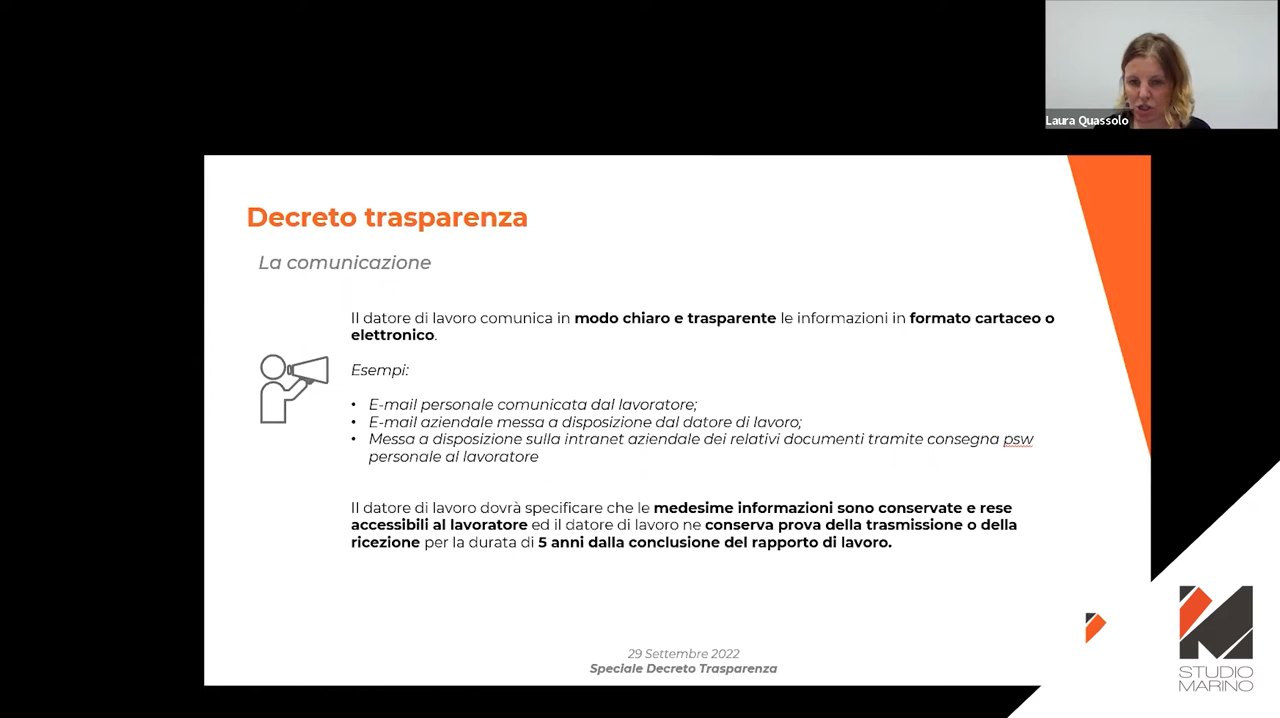 Laura Quassolo
Decreto trasparenza
La comunicazione
Il datore di lavoro comunica in modo chiaro e trasparente le informazioni in formato cartaceo o
elettronico.
Esempi:
• E-mail personale comunicata dal lavoratore;
• E-mail aziendale messa a disposizione dal datore di lavoro;
• Messa a disposizione sulla intranet aziendale dei relativi documenti tramite consegna psw
personale al lavoratore
Il datore di lavoro dovrà specificare che le medesime informazioni sono conservate e rese
accessibili al lavoratore ed il datore di lavoro ne conserva prova della trasmissione o della
ricezione per la durata di 5 anni dalla conclusione del rapporto di lavoro.
29 Settembre 2022
Speciale Decreto Trasparenza
STUDIO
MARINO